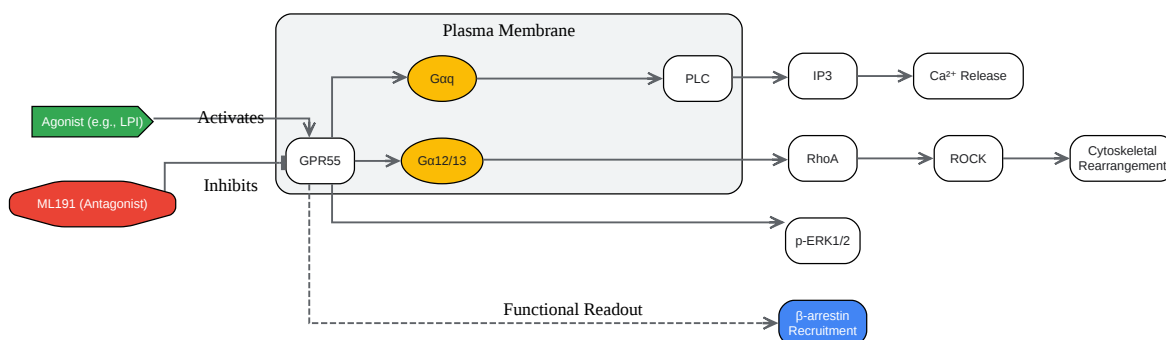 Plasma Membrane
Gαq
PLC
IP3
Ca²⁺ Release
Agonist (e.g., LPI)
Activates
GPR55
Gα12/13
RhoA
ROCK
Cytoskeletal
Rearrangement
Inhibits
ML191 (Antagonist)
p-ERK1/2
Functional Readout
β-arrestin
Recruitment